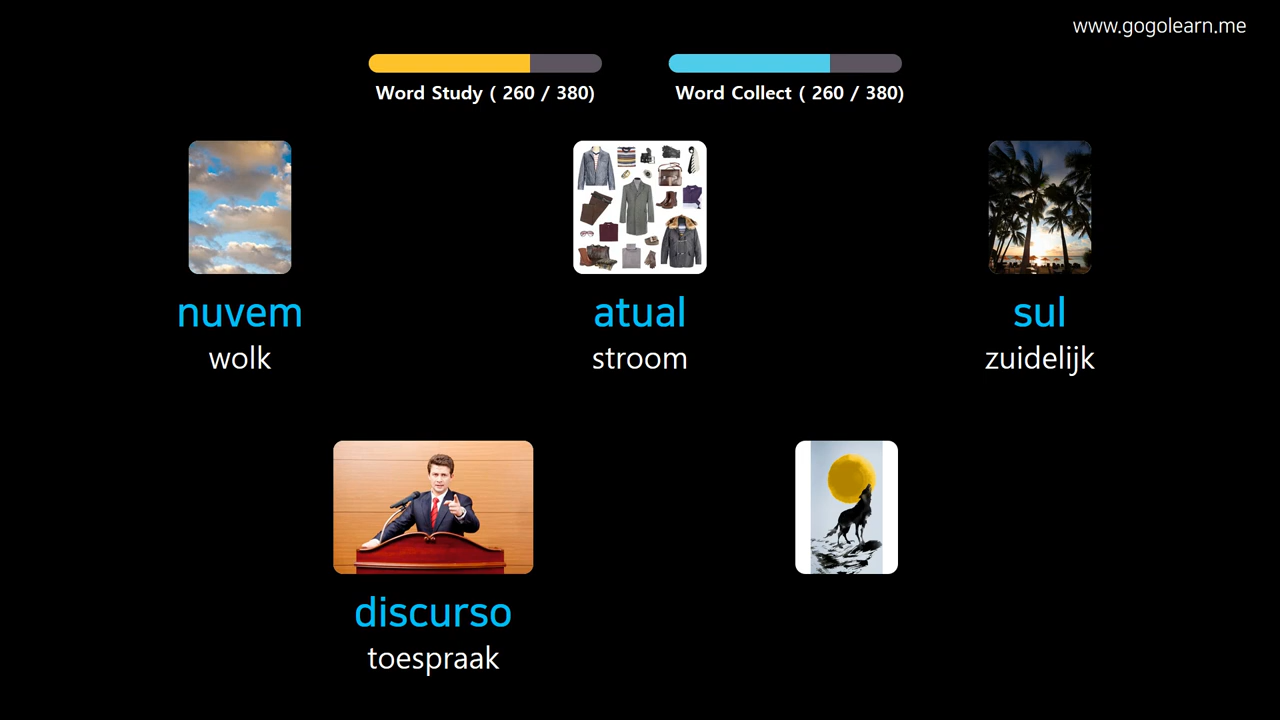 www.gogolearn.me
Word Study ( 260 / 380)
Word Collect ( 260 / 380)
nuvem
wolk
atual
stroom
sul
zuidelijk
discurso
toespraak